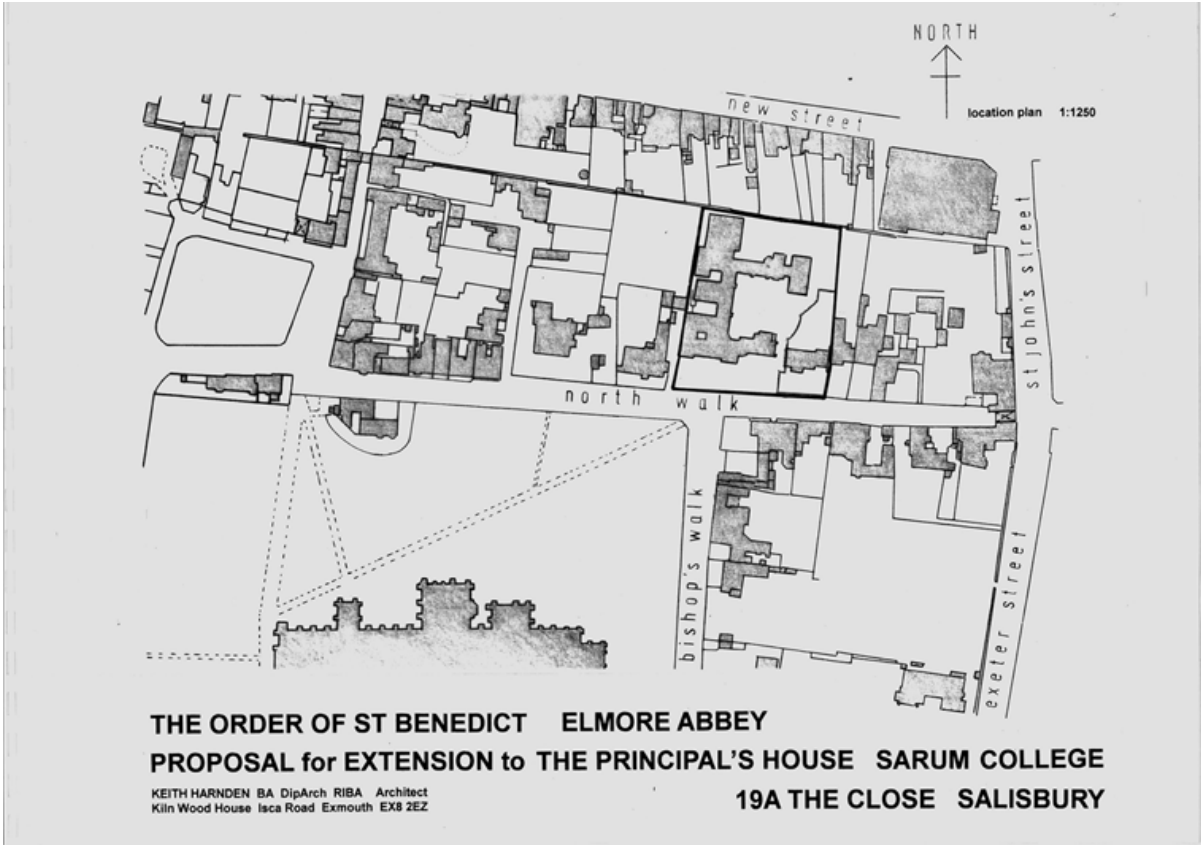 NORTH
location plan 1:1250
new street
st john's street
north walk
bishop's walk
exeter street
THE ORDER OF ST BENEDICT ELMORE ABBEY
PROPOSAL for EXTENSION to THE PRINCIPAL'S HOUSE SARUM COLLEGE
KEITH HARNDEN BA DipArch RIBA Architect
Kiln Wood House Isca Road Exmouth EX8 2EZ
19A THE CLOSE SALISBURY